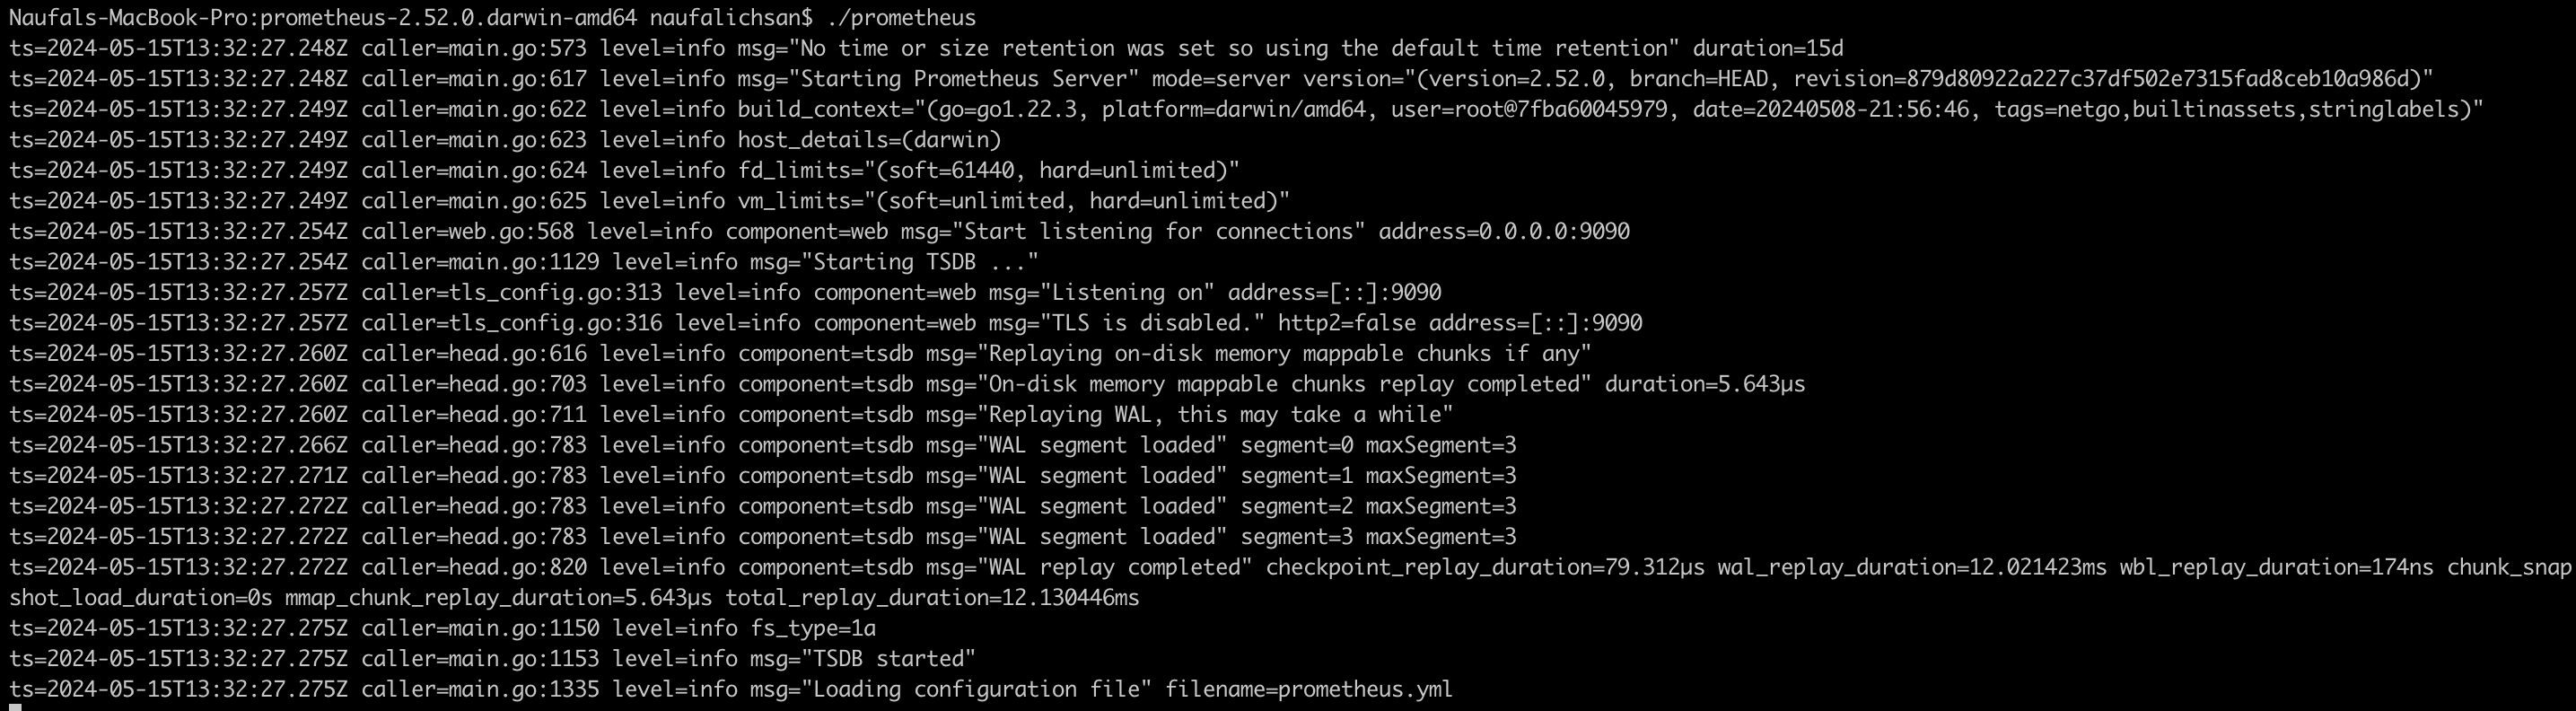 Naufals-MacBook-Pro:prometheus-2.52.0.darwin-amd64 naufalichsan$ ./prometheus
ts=2024-05-15T13:32:27.248Z caller=main.go:573 level=info msg="No time or size retention was set so using the default time retention" duration=15d
ts=2024-05-15T13:32:27.248Z caller=main.go:617 level=info msg="Starting Prometheus Server" mode=server version="(version=2.52.0, branch=HEAD, revision=879d80922a227c37df502e7315fad8ceb10a986d)"
ts=2024-05-15T13:32:27.249Z caller=main.go:622 level=info build_context="(go=go1.22.3, platform=darwin/amd64, user=root@7fba60045979, date=20240508-21:56:46, tags=netgo,builtinassets,stringlabels)"
ts=2024-05-15T13:32:27.249Z caller=main.go:623 level=info host_details=(darwin)
ts=2024-05-15T13:32:27.249Z caller=main.go:624 level=info fd_limits="(soft=61440, hard=unlimited)"
ts=2024-05-15T13:32:27.249Z caller=main.go:625 level=info vm_limits="(soft=unlimited, hard=unlimited)"
ts=2024-05-15T13:32:27.254Z caller=web.go:568 level=info component=web msg="Start listening for connections" address=0.0.0.0:9090
ts=2024-05-15T13:32:27.254Z caller=main.go:1129 level=info msg="Starting TSDB ..."
ts=2024-05-15T13:32:27.257Z caller=tls_config.go:313 level=info component=web msg="Listening on" address=[::]:9090
ts=2024-05-15T13:32:27.257Z caller=tls_config.go:316 level=info component=web msg="TLS is disabled." http2=false address=[::]:9090
ts=2024-05-15T13:32:27.260Z caller=head.go:616 level=info component=tsdb msg="Replaying on-disk memory mappable chunks if any"
ts=2024-05-15T13:32:27.260Z caller=head.go:703 level=info component=tsdb msg="On-disk memory mappable chunks replay completed" duration=5.643µs
ts=2024-05-15T13:32:27.260Z caller=head.go:711 level=info component=tsdb msg="Replaying WAL, this may take a while"
ts=2024-05-15T13:32:27.266Z caller=head.go:783 level=info component=tsdb msg="WAL segment loaded" segment=0 maxSegment=3
ts=2024-05-15T13:32:27.271Z caller=head.go:783 level=info component=tsdb msg="WAL segment loaded" segment=1 maxSegment=3
ts=2024-05-15T13:32:27.272Z caller=head.go:783 level=info component=tsdb msg="WAL segment loaded" segment=2 maxSegment=3
ts=2024-05-15T13:32:27.272Z caller=head.go:783 level=info component=tsdb msg="WAL segment loaded" segment=3 maxSegment=3
ts=2024-05-15T13:32:27.272Z caller=head.go:820 level=info component=tsdb msg="WAL replay completed" checkpoint_replay_duration=79.312µs wal_replay_duration=12.021423ms wbl_replay_duration=174ns chunk_snap
shot_load_duration=0s mmap_chunk_replay_duration=5.643µs total_replay_duration=12.130446ms
ts=2024-05-15T13:32:27.275Z caller=main.go:1150 level=info fs_type=1a
ts=2024-05-15T13:32:27.275Z caller=main.go:1153 level=info msg="TSDB started"
ts=2024-05-15T13:32:27.275Z caller=main.go:1335 level=info msg="Loading configuration file" filename=prometheus.yml